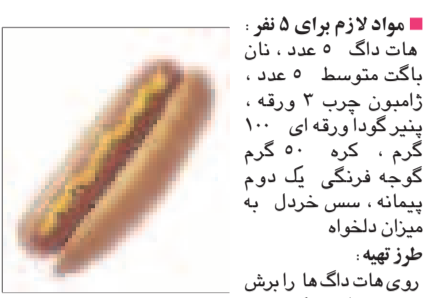 ■ مواد لازم برای ۵ نفر :
هات داگ ۵ عدد ، نان
باگت متوسط ۵ عدد ،
ژامبون چرب ۳ ورقه ،
پنیر گودا ورقه ای ۱۰۰
گرم ، کره ۵۰ گرم
گوجه فرنگی یک دوم
پیمانه ، سس خردل به
میزان دلخواه
طرز تهیه :
روی هات داگ ها را برش